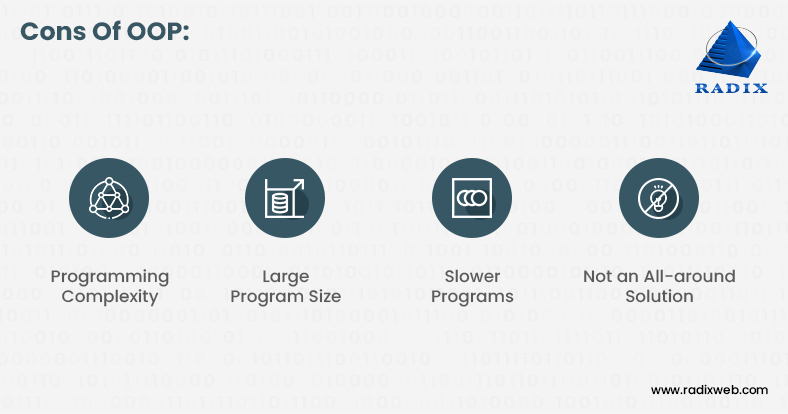 Cons Of OOP:
RADIX
Programming
Complexity
Large
Program Size
Slower
Programs
Not an All-around
Solution
www.radixweb.com